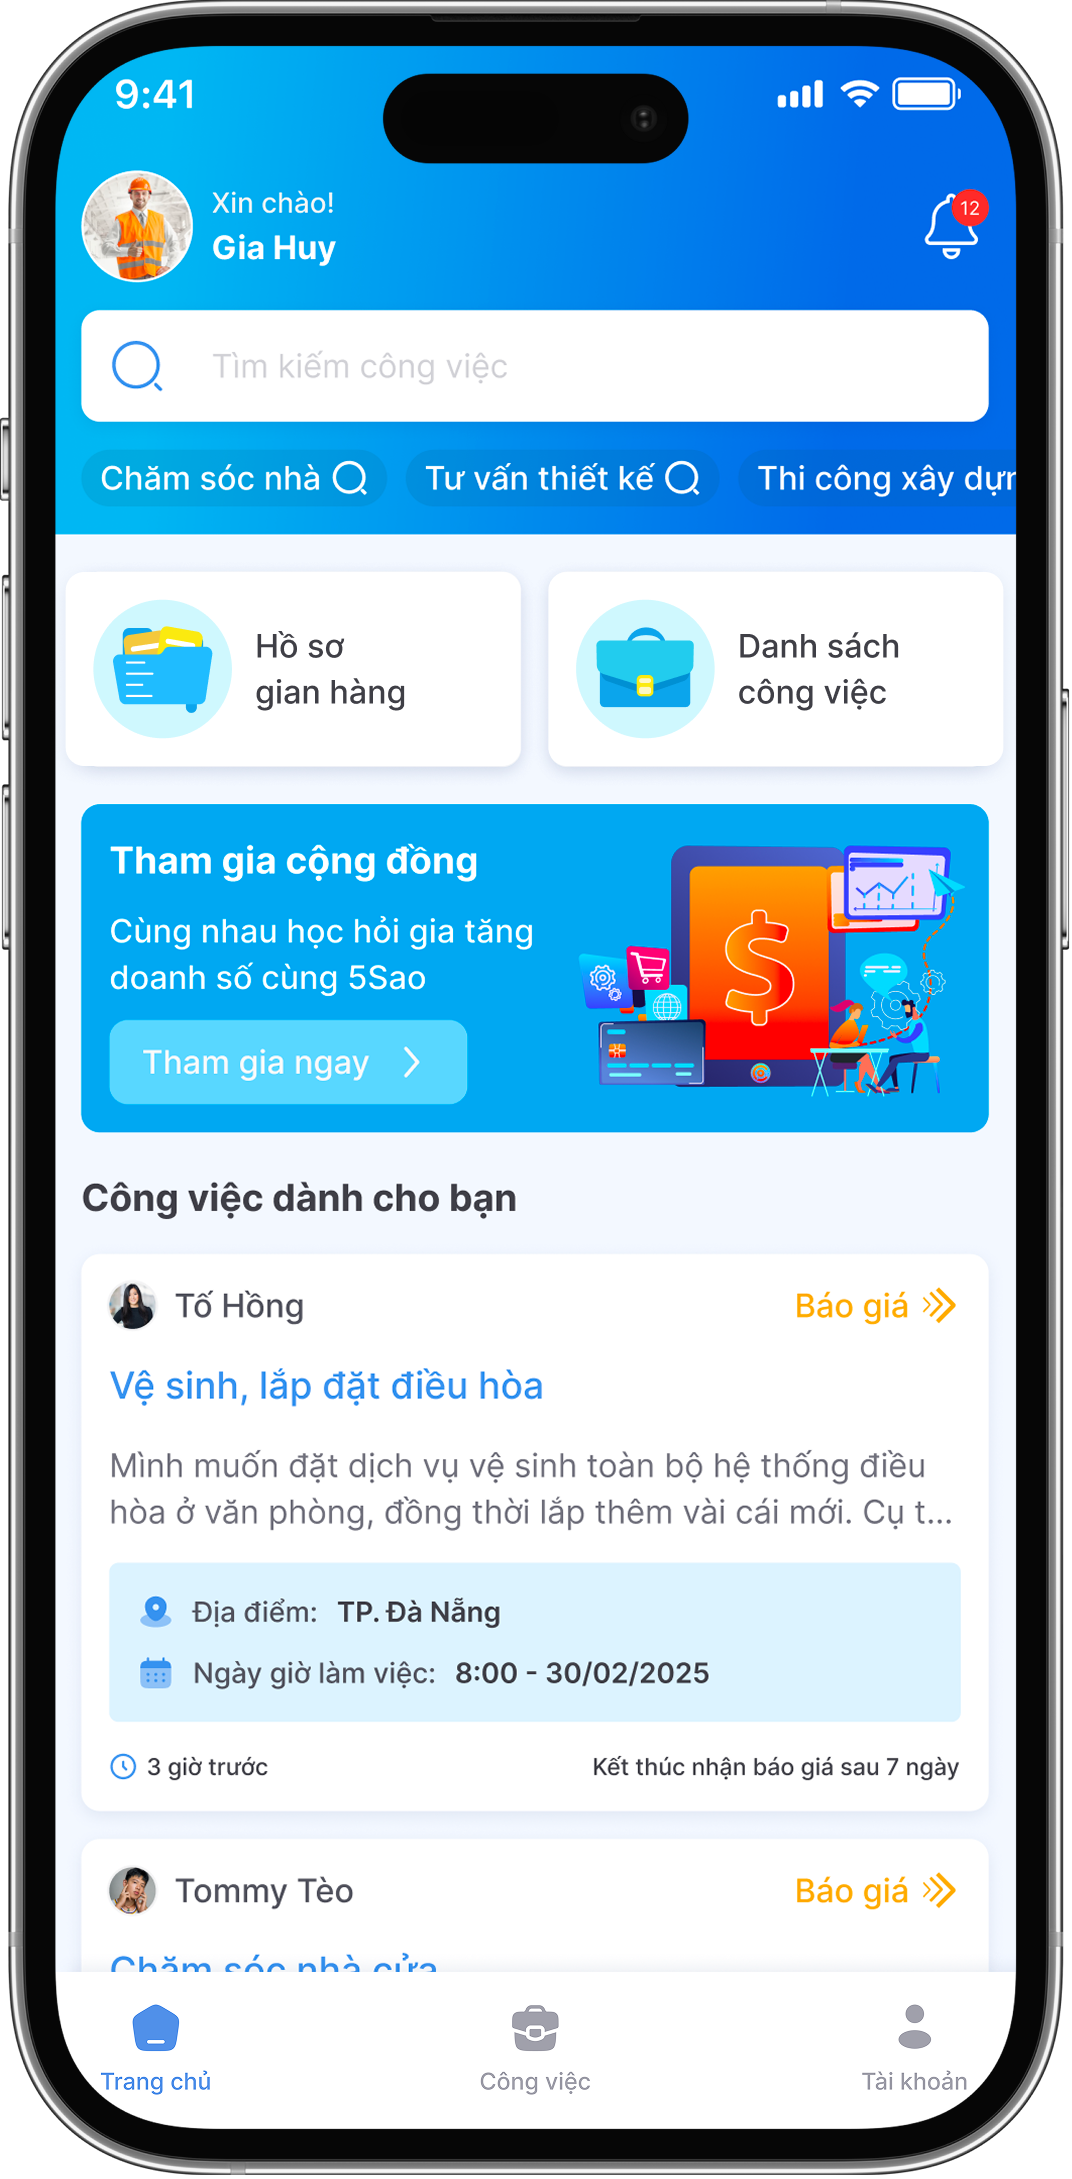 9:41
Xin chào!
Gia Huy
12
Tìm kiếm công việc
Chăm sóc nhà
Tư vấn thiết kế
Thi công xây dựn
Hồ sơ
gian hàng
Danh sách
công việc
Tham gia cộng đồng
Cùng nhau học hỏi gia tăng
doanh số cùng 5Sao
Tham gia ngay
$
Công việc dành cho bạn
Tố Hồng
Báo giá
Vệ sinh, lắp đặt điều hòa
Mình muốn đặt dịch vụ vệ sinh toàn bộ hệ thống điều
hòa ở văn phòng, đồng thời lắp thêm vài cái mới. Cụ t...
Địa điểm: TP. Đà Nẵng
Ngày giờ làm việc: 8:00 - 30/02/2025
3 giờ trước
Kết thúc nhận báo giá sau 7 ngày
Tommy Tèo
Báo giá
Chăm sóc nhà cửa
Trang chủ
Công việc
Tài khoản